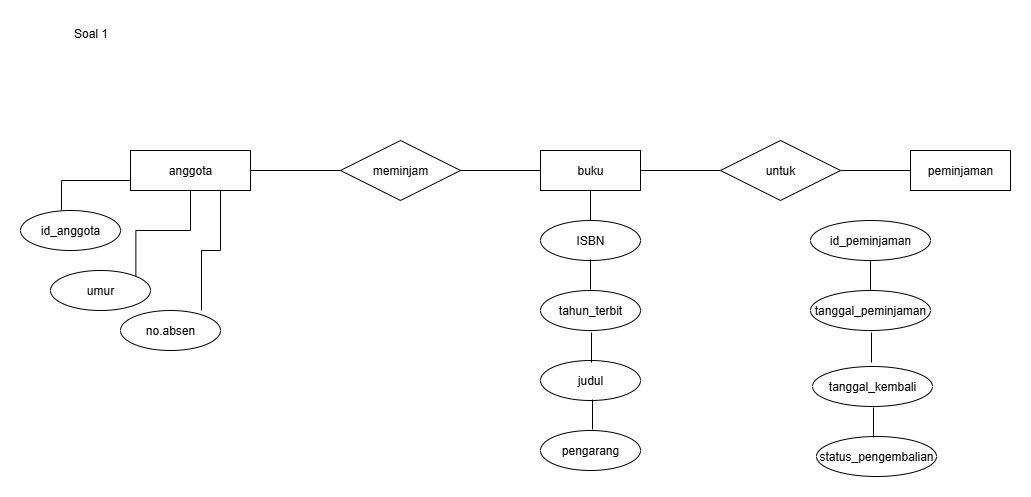 Soal 1
anggota
meminjam
buku
untuk
peminjaman
id_anggota
umur
no.absen
ISBN
tahun_terbit
judul
pengarang
id_peminjaman
tanggal_peminjaman
tanggal_kembali
status_pengembalian